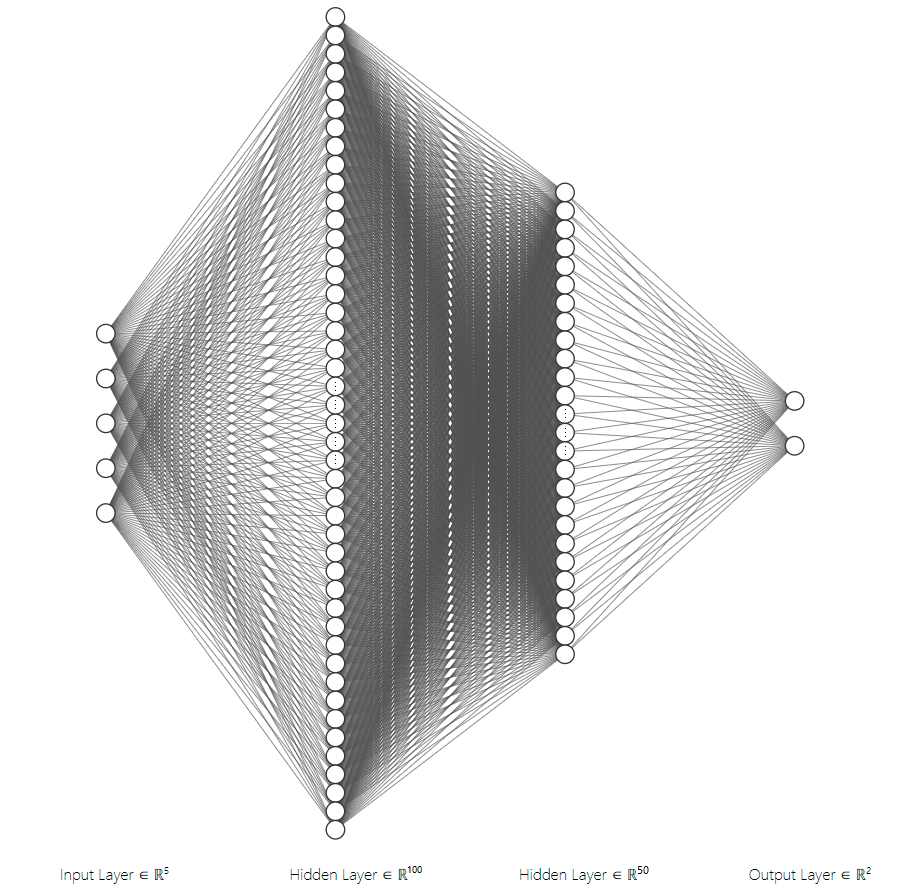 Input Layer ∈ ℝ⁵
Hidden Layer ∈ ℝ¹⁰⁰
Hidden Layer ∈ ℝ⁵⁰
Output Layer ∈ ℝ²